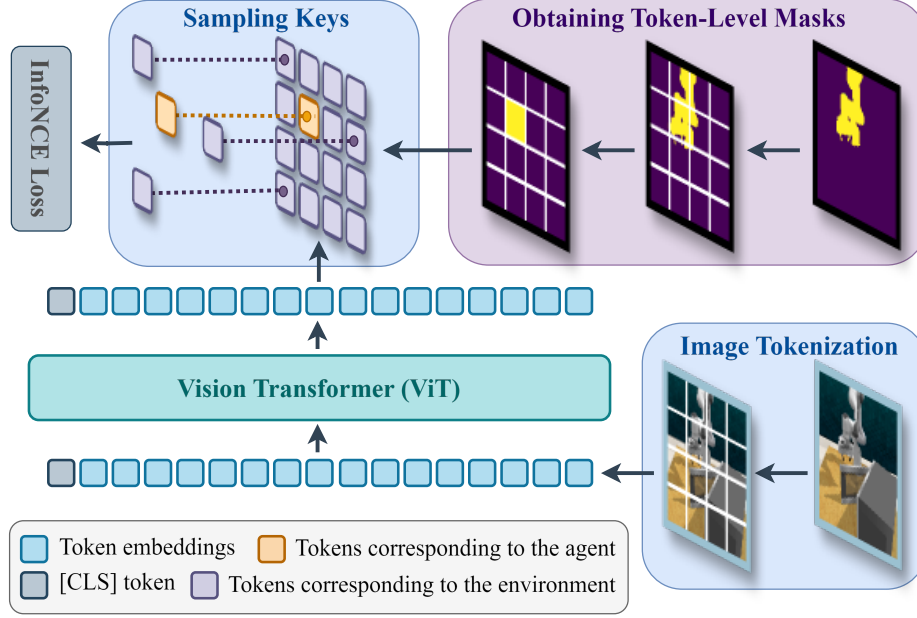 Sampling Keys
Obtaining Token-Level Masks
InfoNCE Loss
Image Tokenization
Vision Transformer (ViT)
Token embeddings
Tokens corresponding to the agent
[CLS] token
Tokens corresponding to the environment